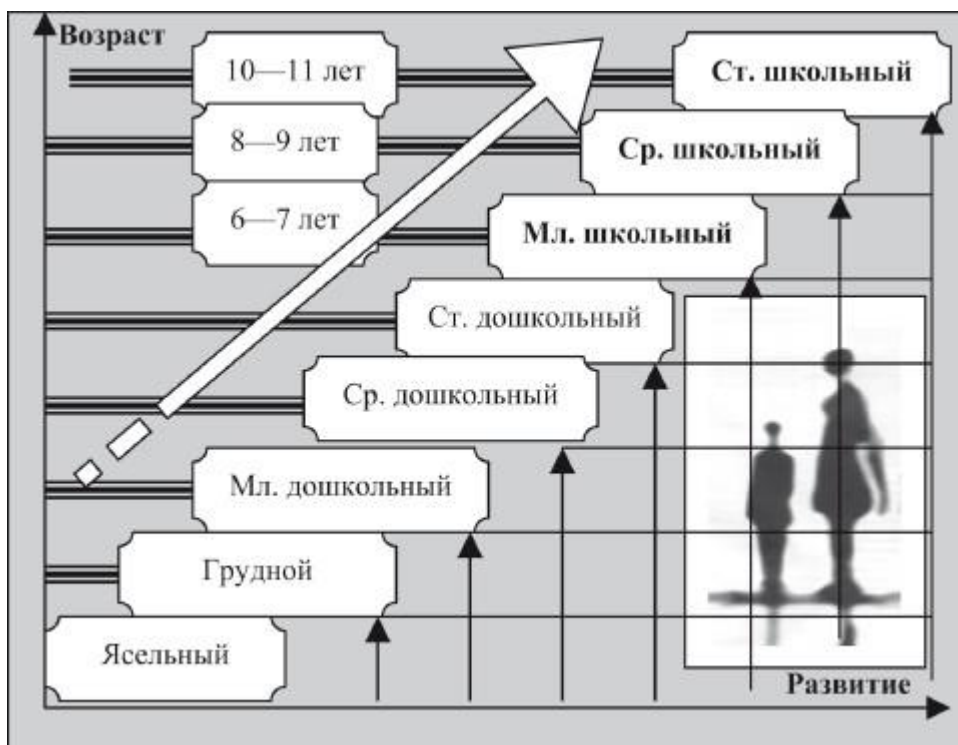 Возраст
10—11 лет
Ст. школьный
8—9 лет
Ср. школьный
6—7 лет
Мл. школьный
Ст. дошкольный
Ср. дошкольный
Мл. дошкольный
Грудной
Ясельный
Развитие